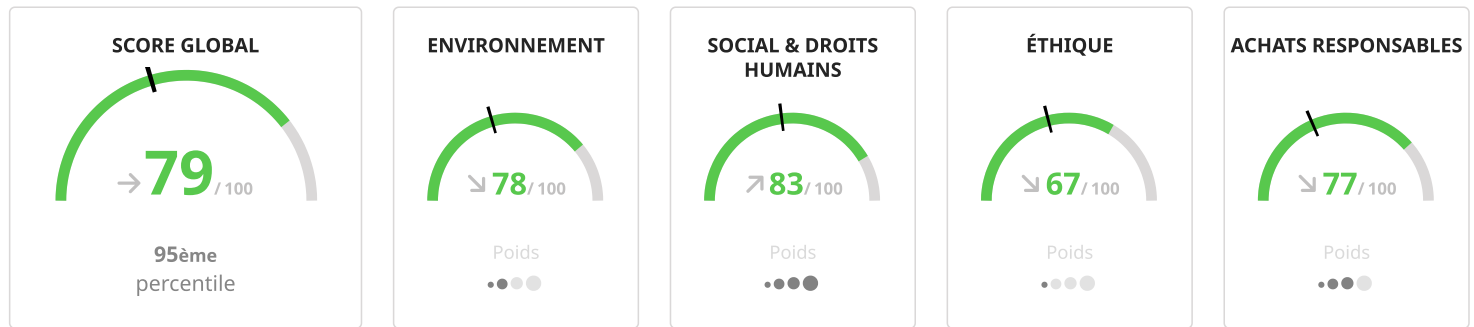 SCORE GLOBAL
79 / 100
95ème
percentile
ENVIRONNEMENT
78 / 100
Poids
SOCIAL & DROITS
HUMAINS
83 / 100
Poids
ÉTHIQUE
67 / 100
Poids
ACHATS RESPONSABLES
77 / 100
Poids